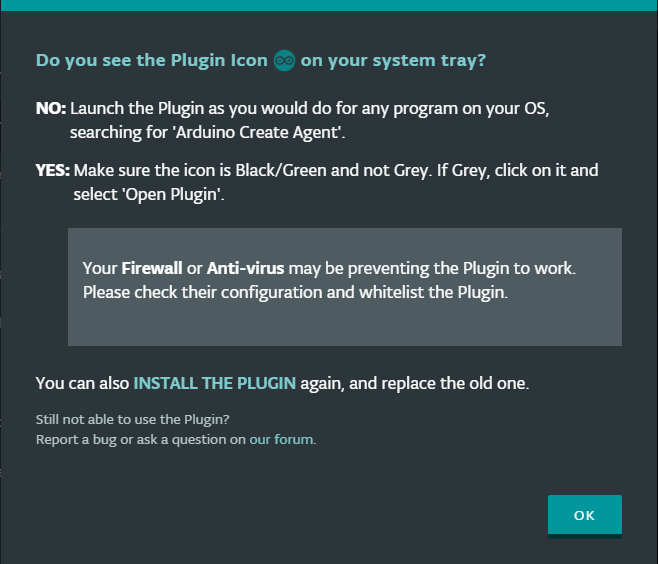 Do you see the Plugin Icon on your system tray?
NO: Launch the Plugin as you would do for any program on your OS,
searching for 'Arduino Create Agent'.
YES: Make sure the icon is Black/Green and not Grey. If Grey, click on it and
select 'Open Plugin'.
Your Firewall or Anti-virus may be preventing the Plugin to work.
Please check their configuration and whitelist the Plugin.
You can also INSTALL THE PLUGIN again, and replace the old one.
Still not able to use the Plugin?
Report a bug or ask a question on our forum.
OK